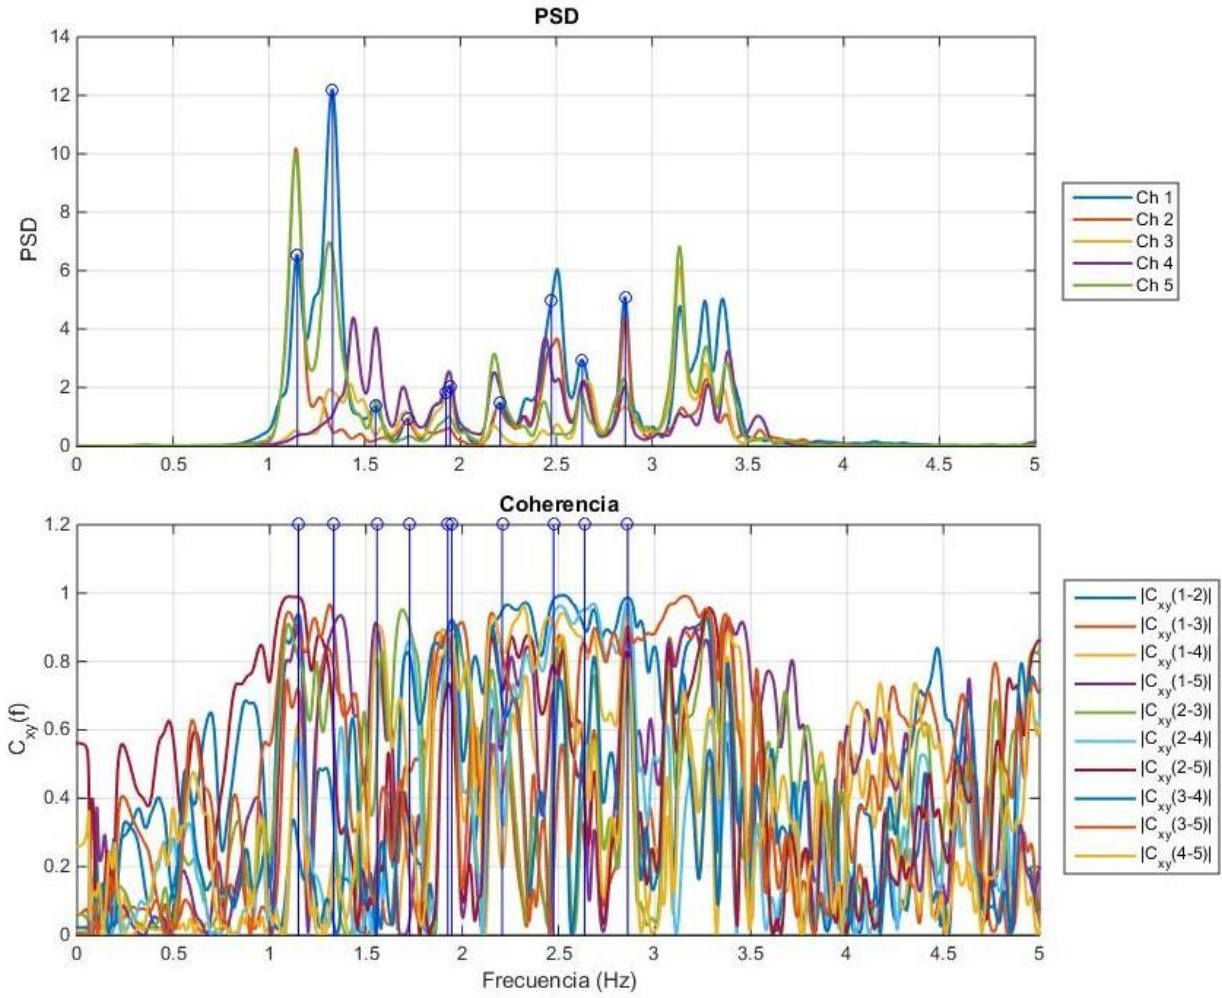 PSD
14
12
10
8
6
4
2
0
PSD
0 0.5 1 1.5 2 2.5 3 3.5 4 4.5 5
Ch 1
Ch 2
Ch 3
Ch 4
Ch 5
Coherencia
1.2
1
0.8
0.6
0.4
0.2
0
C_xy(f)
0 0.5 1 1.5 2 2.5 3 3.5 4 4.5 5
Frecuencia (Hz)
|C_xy(1-2)|
|C_xy(1-3)|
|C_xy(1-4)|
|C_xy(1-5)|
|C_xy(2-3)|
|C_xy(2-4)|
|C_xy(2-5)|
|C_xy(3-4)|
|C_xy(3-5)|
|C_xy(4-5)|